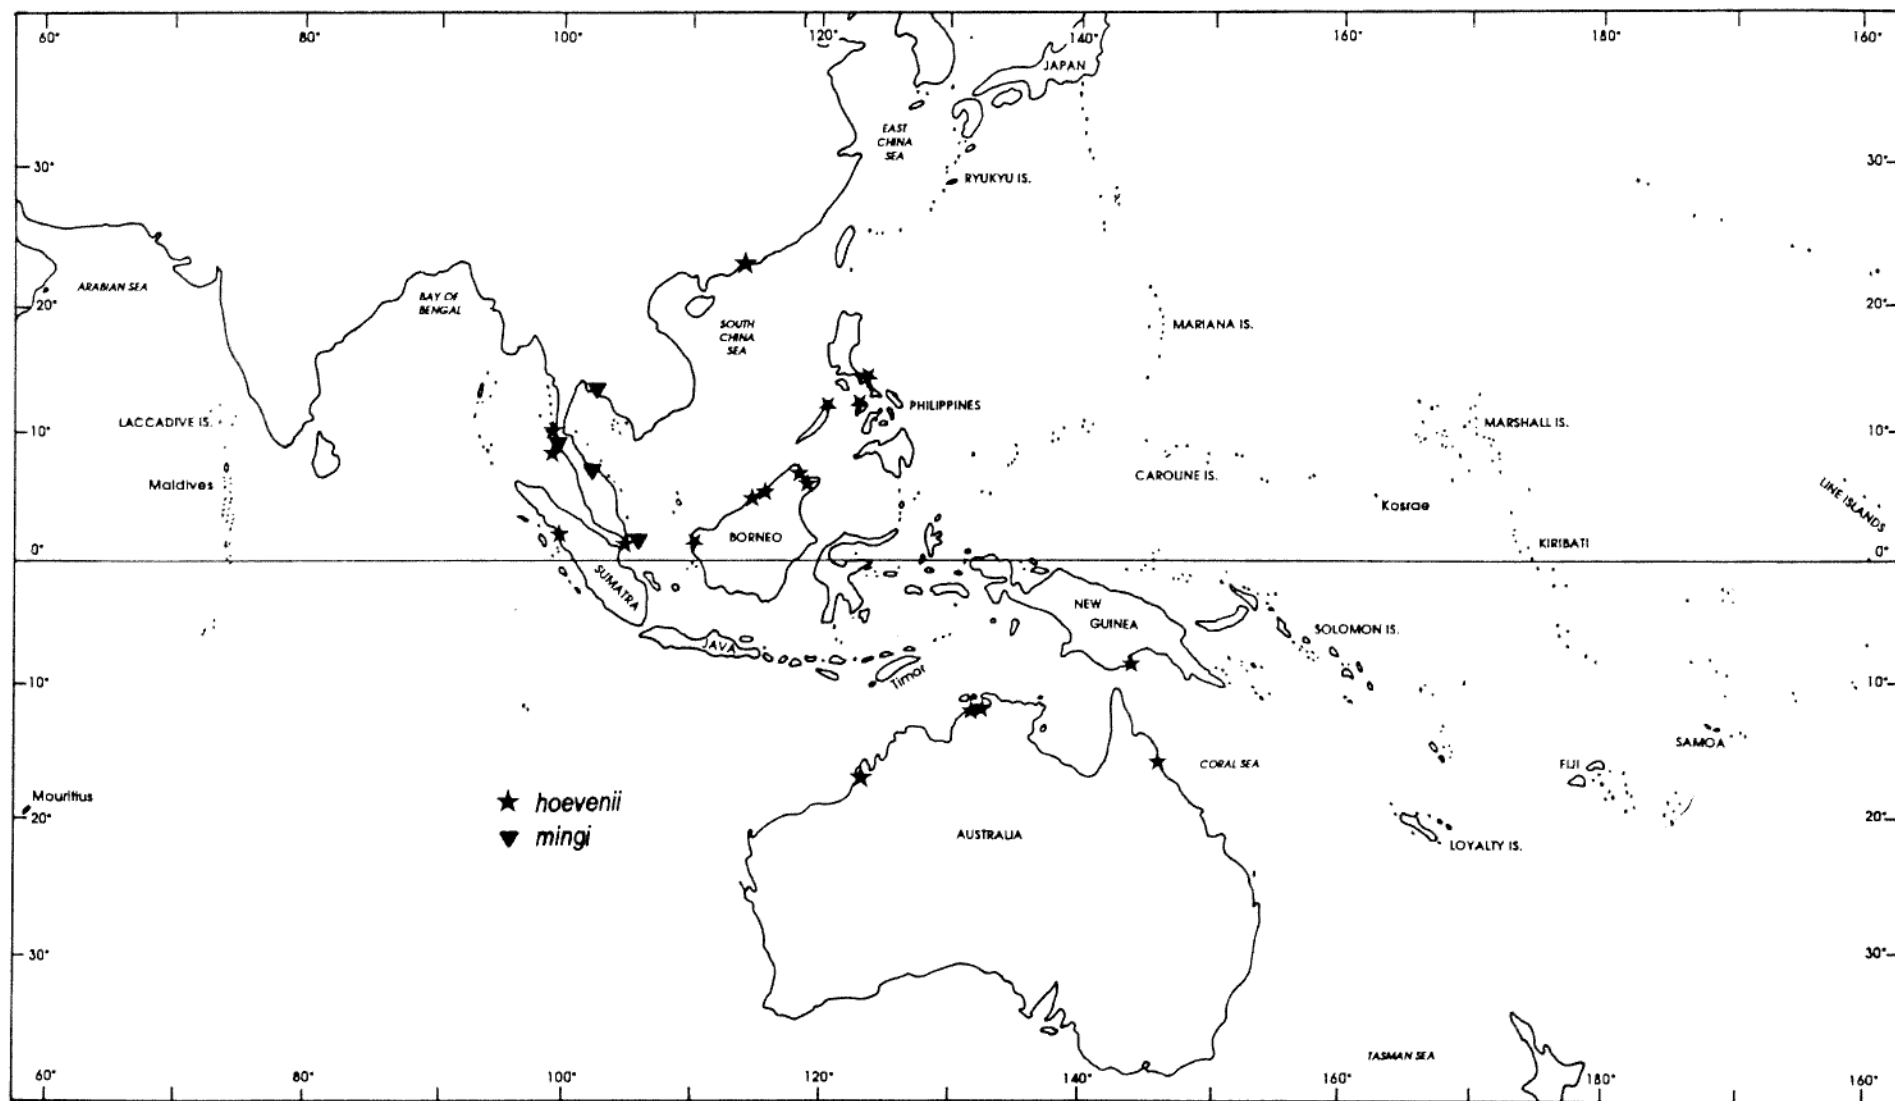 60° 80° 100° 120° 140° 160° 180° 160°
JAPAN
EAST
CHINA
SEA
30° 30°
RYUKYU IS.
ARABIAN SEA
BAY OF
BENGAL
20° 20°
SOUTH
CHINA
SEA
MARIANA IS.
PHILIPPINES
LACCADIVE IS.
MARSHALL IS.
10° 10°
Maldives
CAROLINE IS.
Kosrae
LINE ISLANDS
BORNEO
KIRIBATI
0° 0°
SUMATRA
NEW
GUINEA
SOLOMON IS.
JAVA
Timor
10° 10°
SAMOA
CORAL SEA
FIJI
Mauritius
hoevenii
20° 20°
mingi
AUSTRALIA
LOYALTY IS.
30° 30°
TASMAN SEA
60° 80° 100° 120° 140° 160° 180° 160°